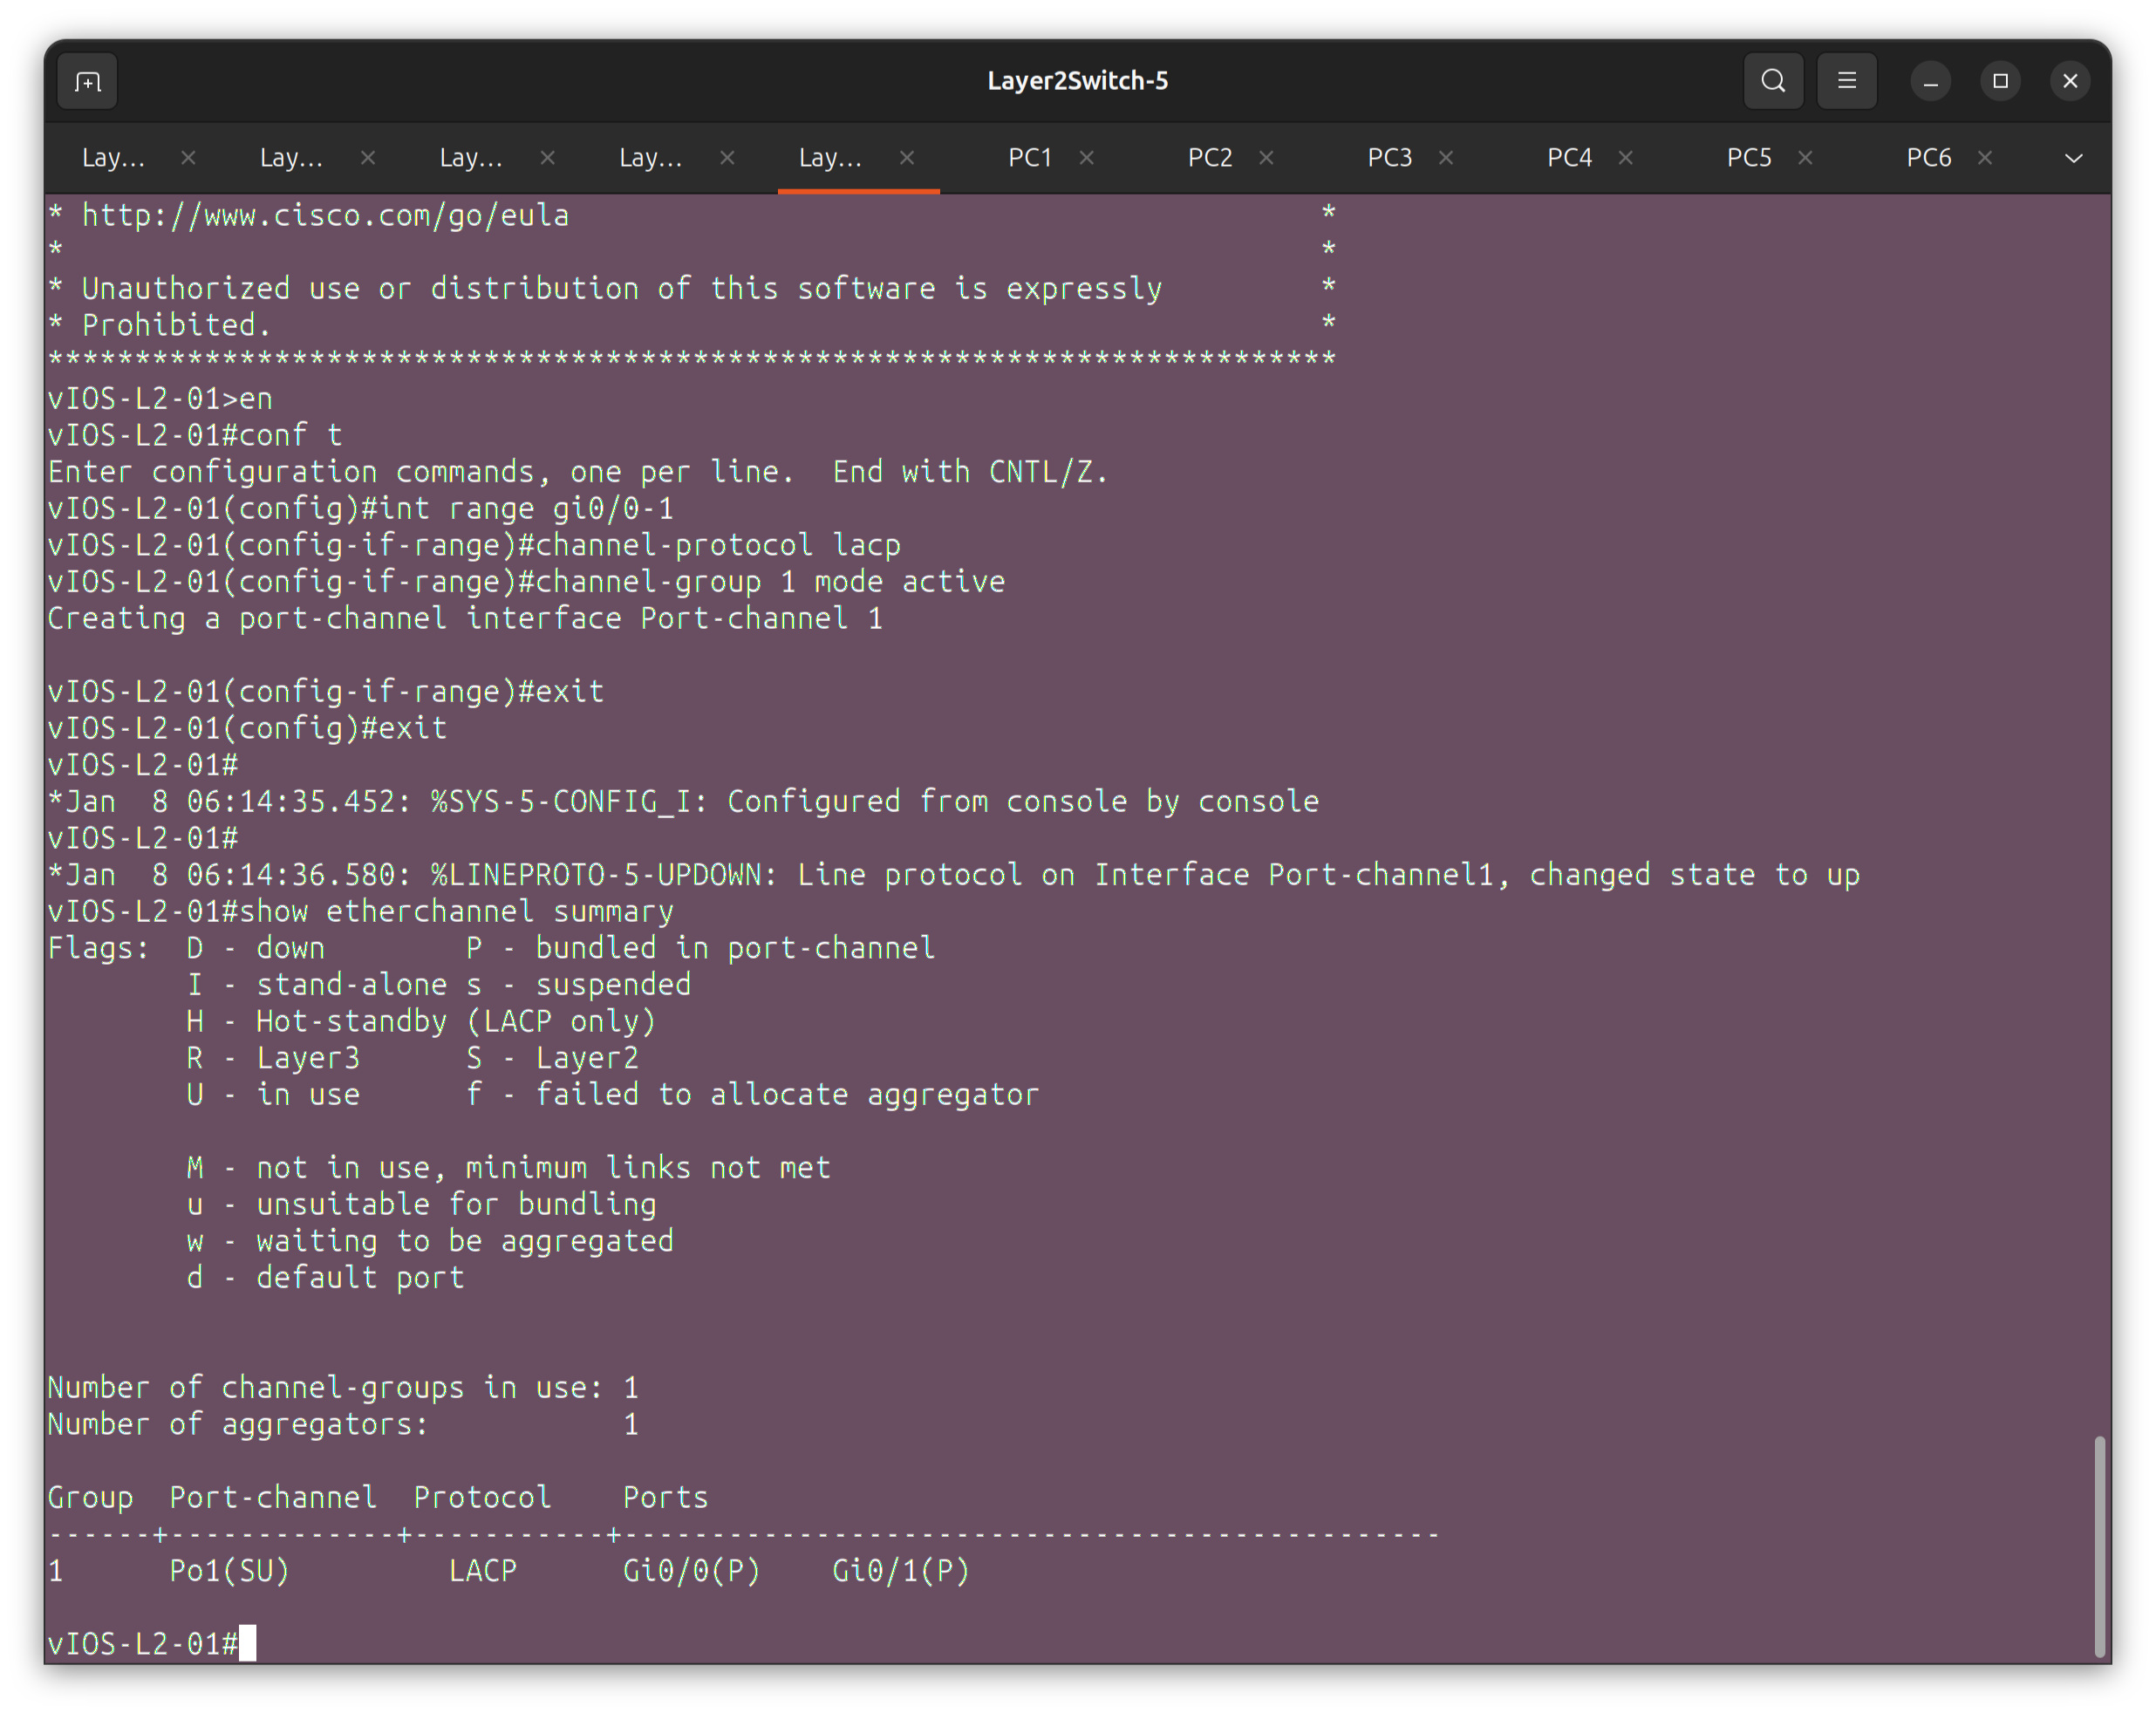 Layer2Switch-5
Lay... Lay... Lay... Lay... Lay... PC1 PC2 PC3 PC4 PC5 PC6
* http://www.cisco.com/go/eula *
* *
* Unauthorized use or distribution of this software is expressly *
* Prohibited. *
**************************************************************************
vIOS-L2-01>en
vIOS-L2-01#conf t
Enter configuration commands, one per line.  End with CNTL/Z.
vIOS-L2-01(config)#int range gi0/0-1
vIOS-L2-01(config-if-range)#channel-protocol lacp
vIOS-L2-01(config-if-range)#channel-group 1 mode active
Creating a port-channel interface Port-channel 1
vIOS-L2-01(config-if-range)#exit
vIOS-L2-01(config)#exit
vIOS-L2-01#
*Jan  8 06:14:35.452: %SYS-5-CONFIG_I: Configured from console by console
vIOS-L2-01#
*Jan  8 06:14:36.580: %LINEPROTO-5-UPDOWN: Line protocol on Interface Port-channel1, changed state to up
vIOS-L2-01#show etherchannel summary
Flags:  D - down        P - bundled in port-channel
        I - stand-alone s - suspended
        H - Hot-standby (LACP only)
        R - Layer3      S - Layer2
        U - in use      f - failed to allocate aggregator
        M - not in use, minimum links not met
        u - unsuitable for bundling
        w - waiting to be aggregated
        d - default port
Number of channel-groups in use: 1
Number of aggregators:           1
Group  Port-channel  Protocol    Ports
------+-------------+-----------+-----------------------------------------------
1      Po1(SU)         LACP      Gi0/0(P)    Gi0/1(P)
vIOS-L2-01#